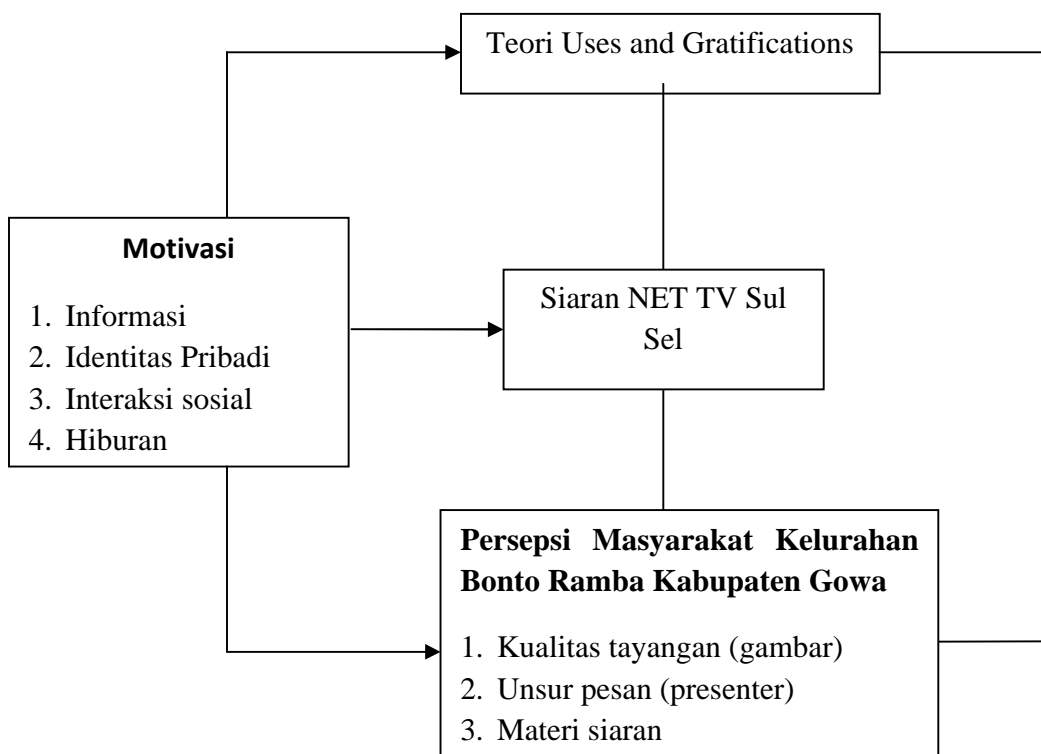 Teori Uses and Gratifications
Motivasi
1. Informasi
2. Identitas Pribadi
3. Interaksi sosial
4. Hiburan
Siaran NET TV Sul
Sel
Persepsi Masyarakat Kelurahan
Bonto Ramba Kabupaten Gowa
1. Kualitas tayangan (gambar)
2. Unsur pesan (presenter)
3. Materi siaran